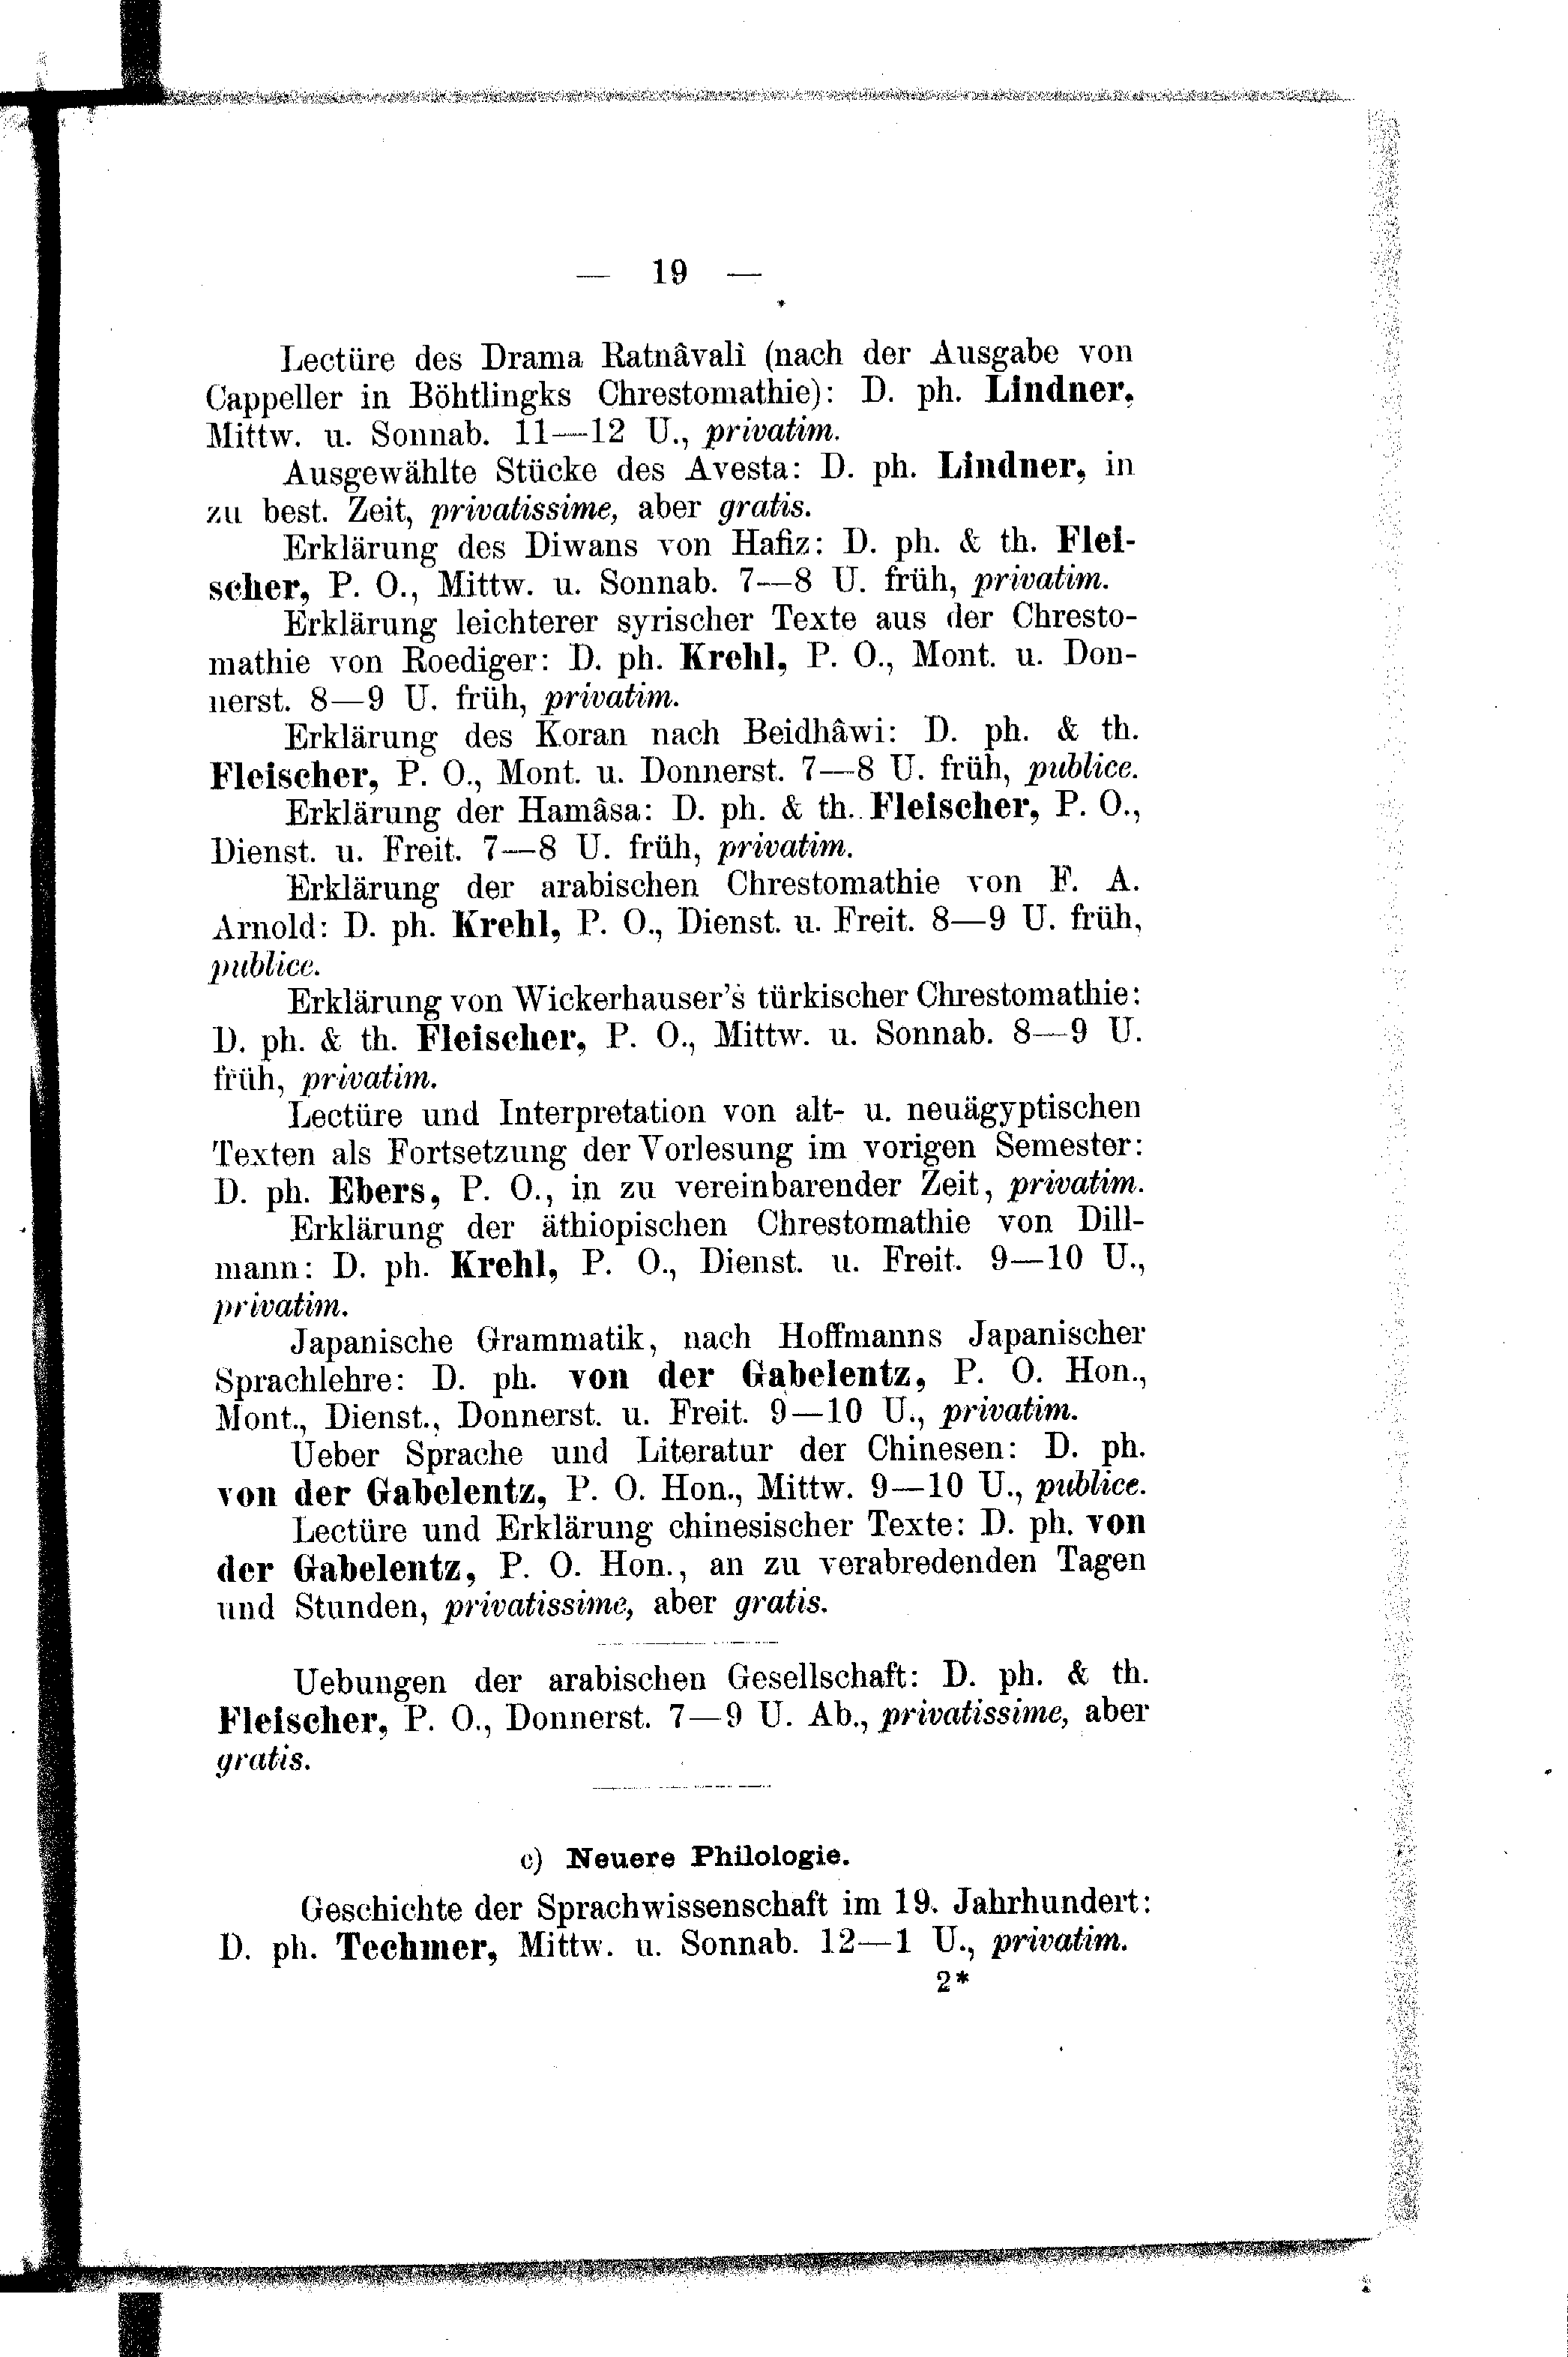 — 19 —
Lectüre des Drama Ratnâvalî (nach der Ausgabe von
Cappeller in Böhtlingks Chrestomathie): D. ph. Lindner,
Mittw. u. Sonnab. 11—12 U., privatim.
Ausgewählte Stücke des Avesta: D. ph. Lindner, in
zu best. Zeit, privatissime, aber gratis.
Erklärung des Diwans von Hafiz: D. ph. & th. Flei-
scher, P. O., Mittw. u. Sonnab. 7—8 U. früh, privatim.
Erklärung leichterer syrischer Texte aus der Chresto-
mathie von Roediger: D. ph. Krehl, P. O., Mont. u. Don-
nerst. 8—9 U. früh, privatim.
Erklärung des Koran nach Beidhâwi: D. ph. & th.
Fleischer, P. O., Mont. u. Donnerst. 7—8 U. früh, publice.
Erklärung der Hamâsa: D. ph. & th. Fleischer, P. O.,
Dienst. u. Freit. 7—8 U. früh, privatim.
Erklärung der arabischen Chrestomathie von F. A.
Arnold: D. ph. Krehl, P. O., Dienst. u. Freit. 8—9 U. früh,
publice.
Erklärung von Wickerhauser's türkischer Chrestomathie:
D. ph. & th. Fleischer, P. O., Mittw. u. Sonnab. 8—9 U.
früh, privatim.
Lectüre und Interpretation von alt- u. neuägyptischen
Texten als Fortsetzung der Vorlesung im vorigen Semester:
D. ph. Ebers, P. O., in zu vereinbarender Zeit, privatim.
Erklärung der äthiopischen Chrestomathie von Dill-
mann: D. ph. Krehl, P. O., Dienst. u. Freit. 9—10 U.,
privatim.
Japanische Grammatik, nach Hoffmanns Japanischer
Sprachlehre: D. ph. von der Gabelentz, P. O. Hon.,
Mont., Dienst., Donnerst. u. Freit. 9—10 U., privatim.
Ueber Sprache und Literatur der Chinesen: D. ph.
von der Gabelentz, P. O. Hon., Mittw. 9—10 U., publice.
Lectüre und Erklärung chinesischer Texte: D. ph. von
der Gabelentz, P. O. Hon., an zu verabredenden Tagen
und Stunden, privatissime, aber gratis.
Uebungen der arabischen Gesellschaft: D. ph. & th.
Fleischer, P. O., Donnerst. 7—9 U. Ab., privatissime, aber
gratis.
c) Neuere Philologie.
Geschichte der Sprachwissenschaft im 19. Jahrhundert:
D. ph. Techmer, Mittw. u. Sonnab. 12—1 U., privatim.
2*